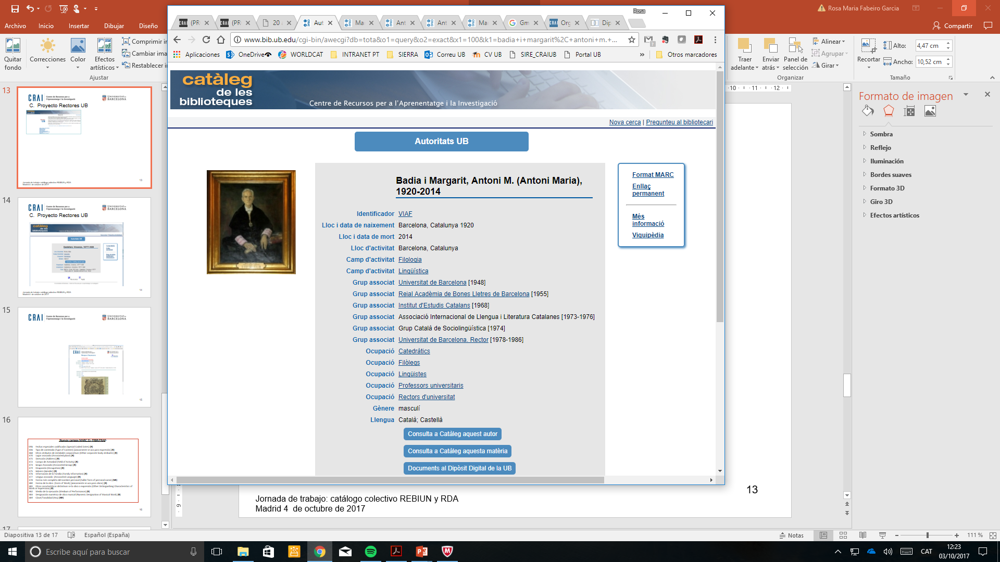 Rosa Maria Fabeiro Garcia
Archivo
Inicio
Insertar
Dibujar
Diseño
Compartir
Quitar fondo
Correcciones
Color
Efectos artísticos
Comprimir i
Cambiar ima
Restablecer i
Ajustar
Traer adelante
Enviar atrás
Panel de selección
Alinear
Agrupar
Girar
Organizar
Recortar
Alto:
4,47 cm
Ancho:
10,52 cm
Tamaño
Rosa
(PR
(PR
20
Aut
Ma
Ant
Ant
Ma
Gm
Org
Dip
www.bib.ub.edu/cgi-bin/awecgi?db=tota&o1=query&o2=exact&x1=100&k1=badia+i+margarit%2C+antoni+m.+...
Aplicaciones
OneDrive
WORLDCAT
INTRANET PT
SIERRA
Correu UB
CV UB
SIRE_CRAIUB
Portal UB
»
Otros marcadores
catàleg
de les
biblioteques
Centre de Recursos per a l'Aprenentatge i la Investigació
Nova cerca | Pregunteu al bibliotecari
Autoritats UB
Badia i Margarit, Antoni M. (Antoni Maria),
1920-2014
Identificador VIAF
Lloc i data de naixement Barcelona, Catalunya 1920
Lloc i data de mort 2014
Lloc d'activitat Barcelona, Catalunya
Camp d'activitat Filologia
Camp d'activitat Lingüística
Grup associat Universitat de Barcelona [1948]
Grup associat Reial Acadèmia de Bones Lletres de Barcelona [1955]
Grup associat Institut d'Estudis Catalans [1968]
Grup associat Associació Internacional de Llengua i Literatura Catalanes [1973-1976]
Grup associat Grup Català de Sociolingüística [1974]
Grup associat Universitat de Barcelona. Rector [1978-1986]
Ocupació Catedràtics
Ocupació Filòlegs
Ocupació Lingüistes
Ocupació Professors universitaris
Ocupació Rectors d'universitat
Gènere masculí
Llengua Català; Castellà
Consulta a Catàleg aquest autor
Consulta a Catàleg aquesta matèria
Documents al Dipòsit Digital de la UB
Format MARC
Enllaç
permanent
Més
informació
Viquipèdia
Formato de imagen
Sombra
Reflejo
Iluminación
Bordes suaves
Formato 3D
Giro 3D
Efectos artísticos
13
CRAI
UNIVERSITAT DE BARCELONA
C. Proyecto Rectores UB
14
CRAI
UNIVERSITAT DE BARCELONA
C. Proyecto Rectores UB
15
CRAI
UNIVERSITAT DE BARCELONA
16
Nuevos campos MARC 21- FRBR/FRAD
17
13
Jornada de trabajo: catálogo colectivo REBIUN y RDA
Madrid 4 de octubre de 2017
Diapositiva 13 de 17
Español (España)
Notas
111 %
Escribe aquí para buscar
CAT
12:23
03/10/2017